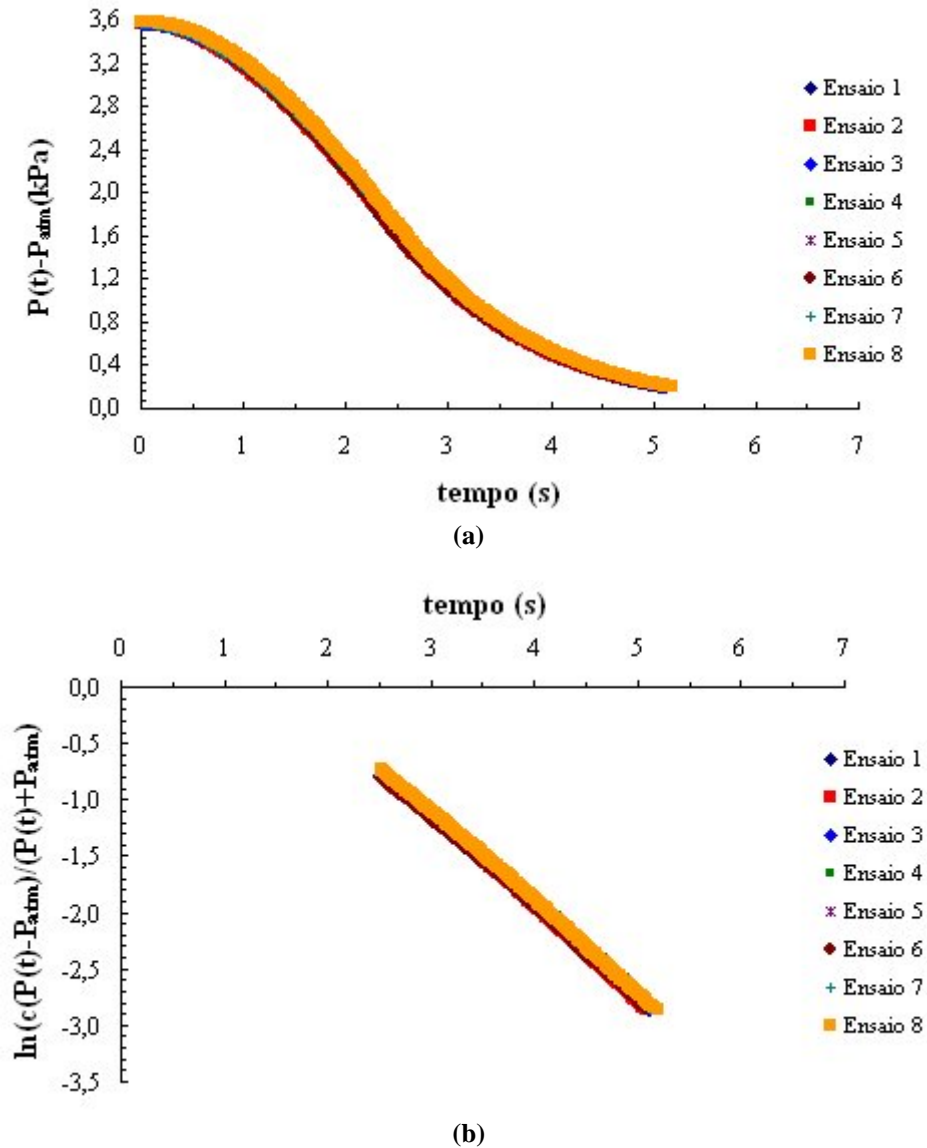 3,6
3,2
2,8
2,4
2,0
1,6
1,2
0,8
0,4
0,0
P(t)-Patm(kPa)
0 1 2 3 4 5 6 7
tempo (s)
Ensaio 1
Ensaio 2
Ensaio 3
Ensaio 4
Ensaio 5
Ensaio 6
Ensaio 7
Ensaio 8
(a)
tempo (s)
0 1 2 3 4 5 6 7
0,0
-0,5
-1,0
-1,5
-2,0
-2,5
-3,0
-3,5
ln(c(P(t)-Patm)/(P(t)+Patm)
Ensaio 1
Ensaio 2
Ensaio 3
Ensaio 4
Ensaio 5
Ensaio 6
Ensaio 7
Ensaio 8
(b)